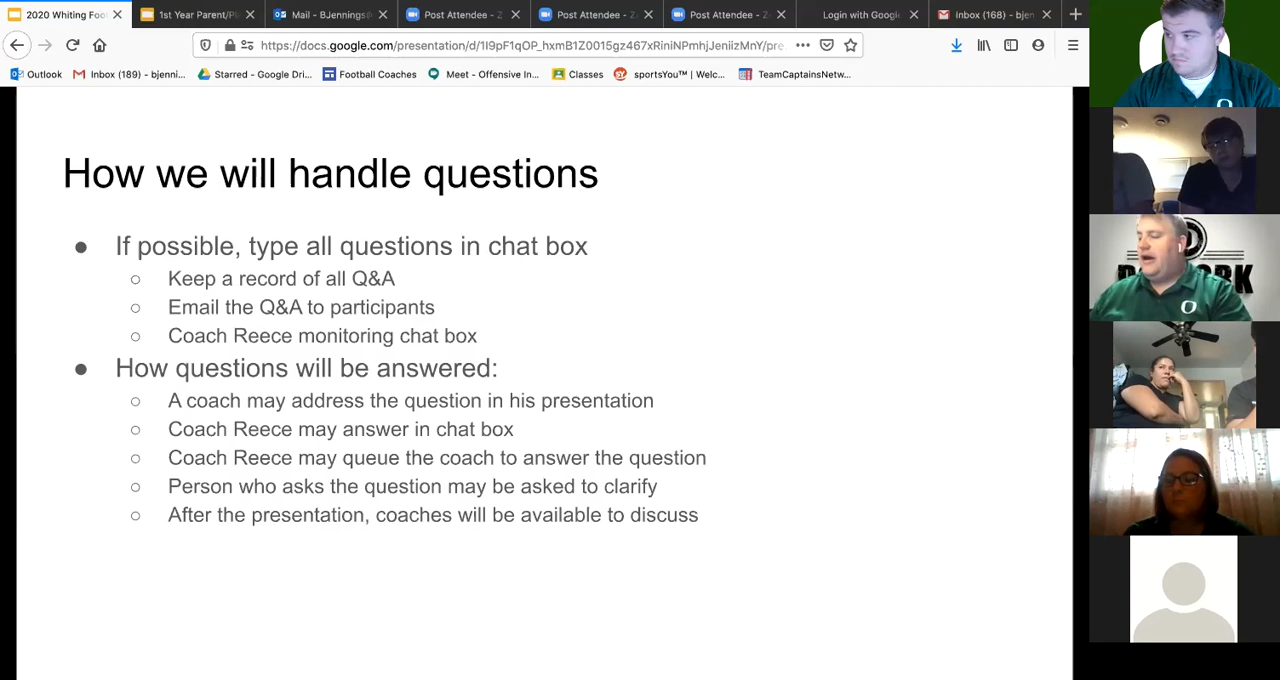 2020 Whiting Foo
1st Year Parent/Pl
Mail - BJenningst
Post Attendee - Z
Post Attendee - Z
Post Attendee - Z
Login with Google
Inbox (168) - bjen
https://docs.google.com/presentation/d/1I9pF1qOP_hxmB1Z0015gz467xRiniNPmhjJeniizMnY/pre
Outlook
Inbox (189) - bjenni...
Starred - Google Dri...
Football Coaches
Meet - Offensive In...
Classes
sportsYou™ | Welc...
TeamCaptainsNetw...
How we will handle questions
● If possible, type all questions in chat box
○ Keep a record of all Q&A
○ Email the Q&A to participants
○ Coach Reece monitoring chat box
● How questions will be answered:
○ A coach may address the question in his presentation
○ Coach Reece may answer in chat box
○ Coach Reece may queue the coach to answer the question
○ Person who asks the question may be asked to clarify
○ After the presentation, coaches will be available to discuss